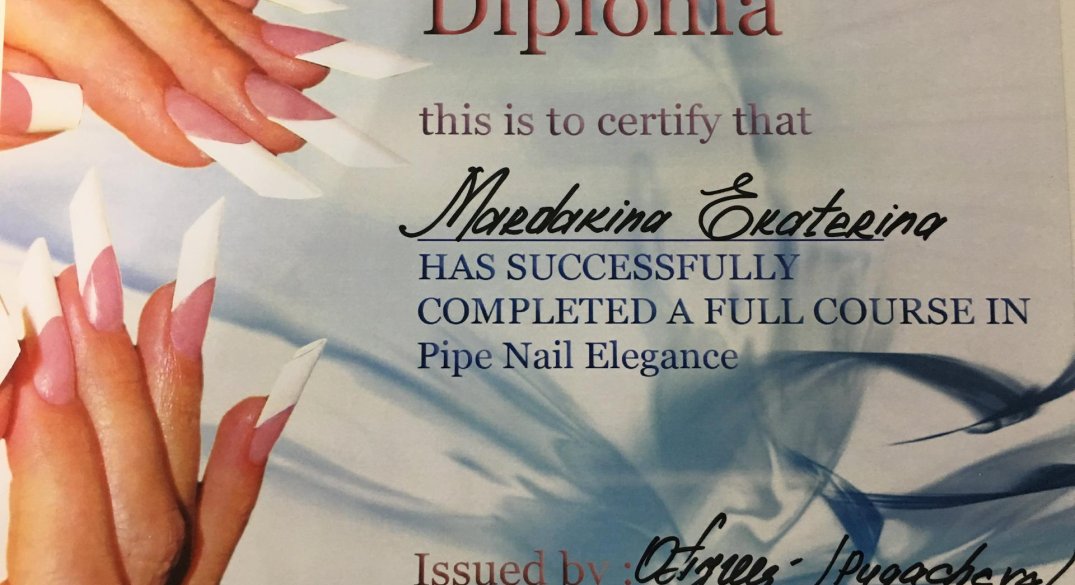 Diploma
this is to certify that
Mardakina Ekaterina
HAS SUCCESSFULLY
COMPLETED A FULL COURSE IN
Pipe Nail Elegance
Issued by : /Pugacheva/